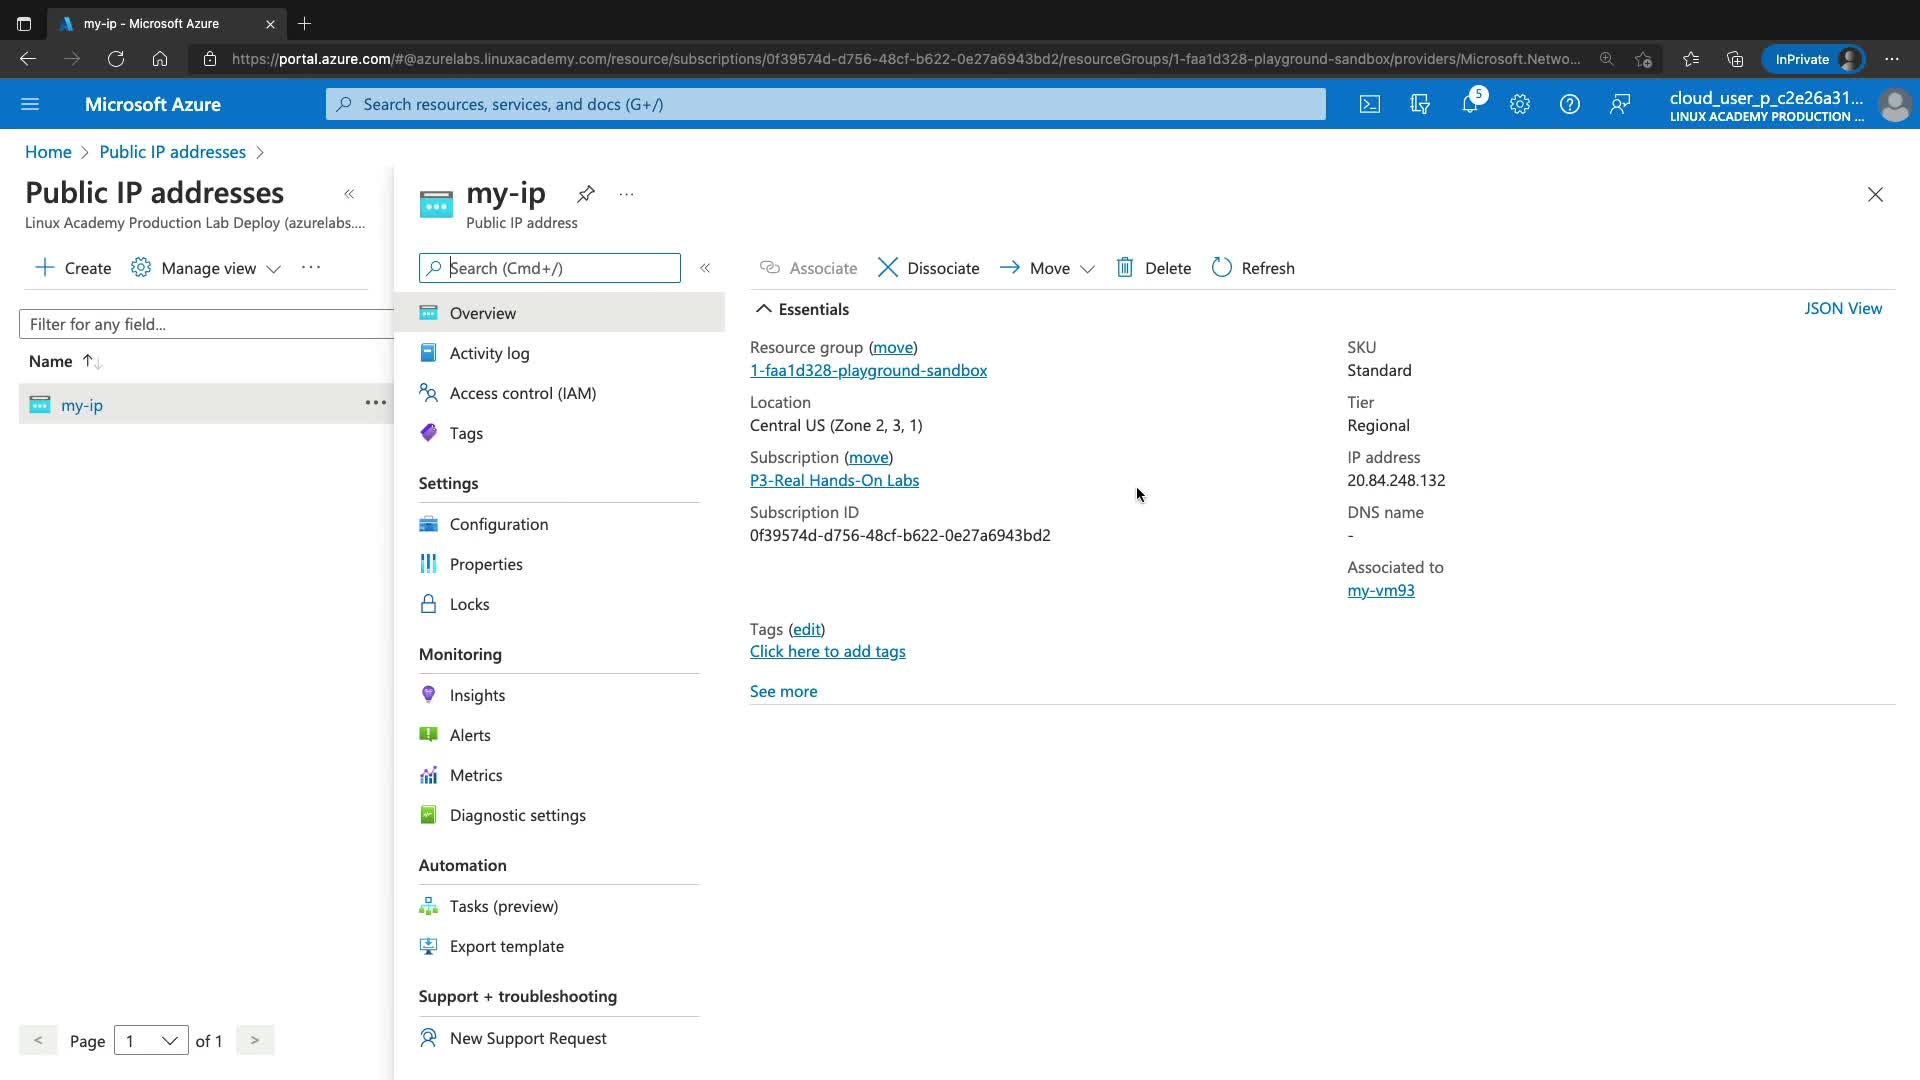 my-ip - Microsoft Azure
https://portal.azure.com/#@azurelabs.linuxacademy.com/resource/subscriptions/0f39574d-d756-48cf-b622-0e27a6943bd2/resourceGroups/1-faa1d328-playground-sandbox/providers/Microsoft.Netwo...
InPrivate
Microsoft Azure
Search resources, services, and docs (G+/)
5
cloud_user_p_c2e26a31...
LINUX ACADEMY PRODUCTION ...
Home > Public IP addresses >
Public IP addresses
Linux Academy Production Lab Deploy (azurelabs....
Create
Manage view
Filter for any field...
Name
my-ip
< Page 1 of 1 >
my-ip
Public IP address
Search (Cmd+/)
Overview
Activity log
Access control (IAM)
Tags
Settings
Configuration
Properties
Locks
Monitoring
Insights
Alerts
Metrics
Diagnostic settings
Automation
Tasks (preview)
Export template
Support + troubleshooting
New Support Request
Associate
Dissociate
Move
Delete
Refresh
Essentials
JSON View
Resource group (move)
1-faa1d328-playground-sandbox
Location
Central US (Zone 2, 3, 1)
Subscription (move)
P3-Real Hands-On Labs
Subscription ID
0f39574d-d756-48cf-b622-0e27a6943bd2
SKU
Standard
Tier
Regional
IP address
20.84.248.132
DNS name
-
Associated to
my-vm93
Tags (edit)
Click here to add tags
See more